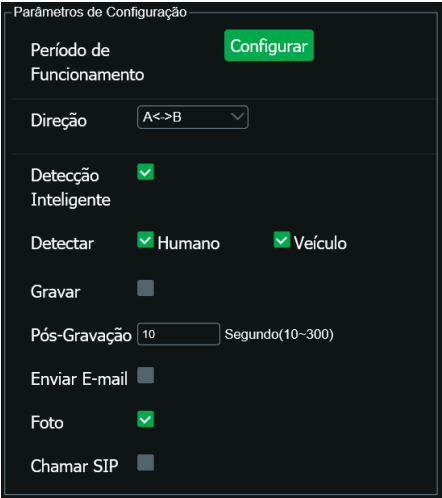 Parâmetros de Configuração
Período de Configurar
Funcionamento
Direção A<->B
Detecção
Inteligente
Detectar Humano Veículo
Gravar
Pós-Gravação 10 Segundo(10~300)
Enviar E-mail
Foto
Chamar SIP